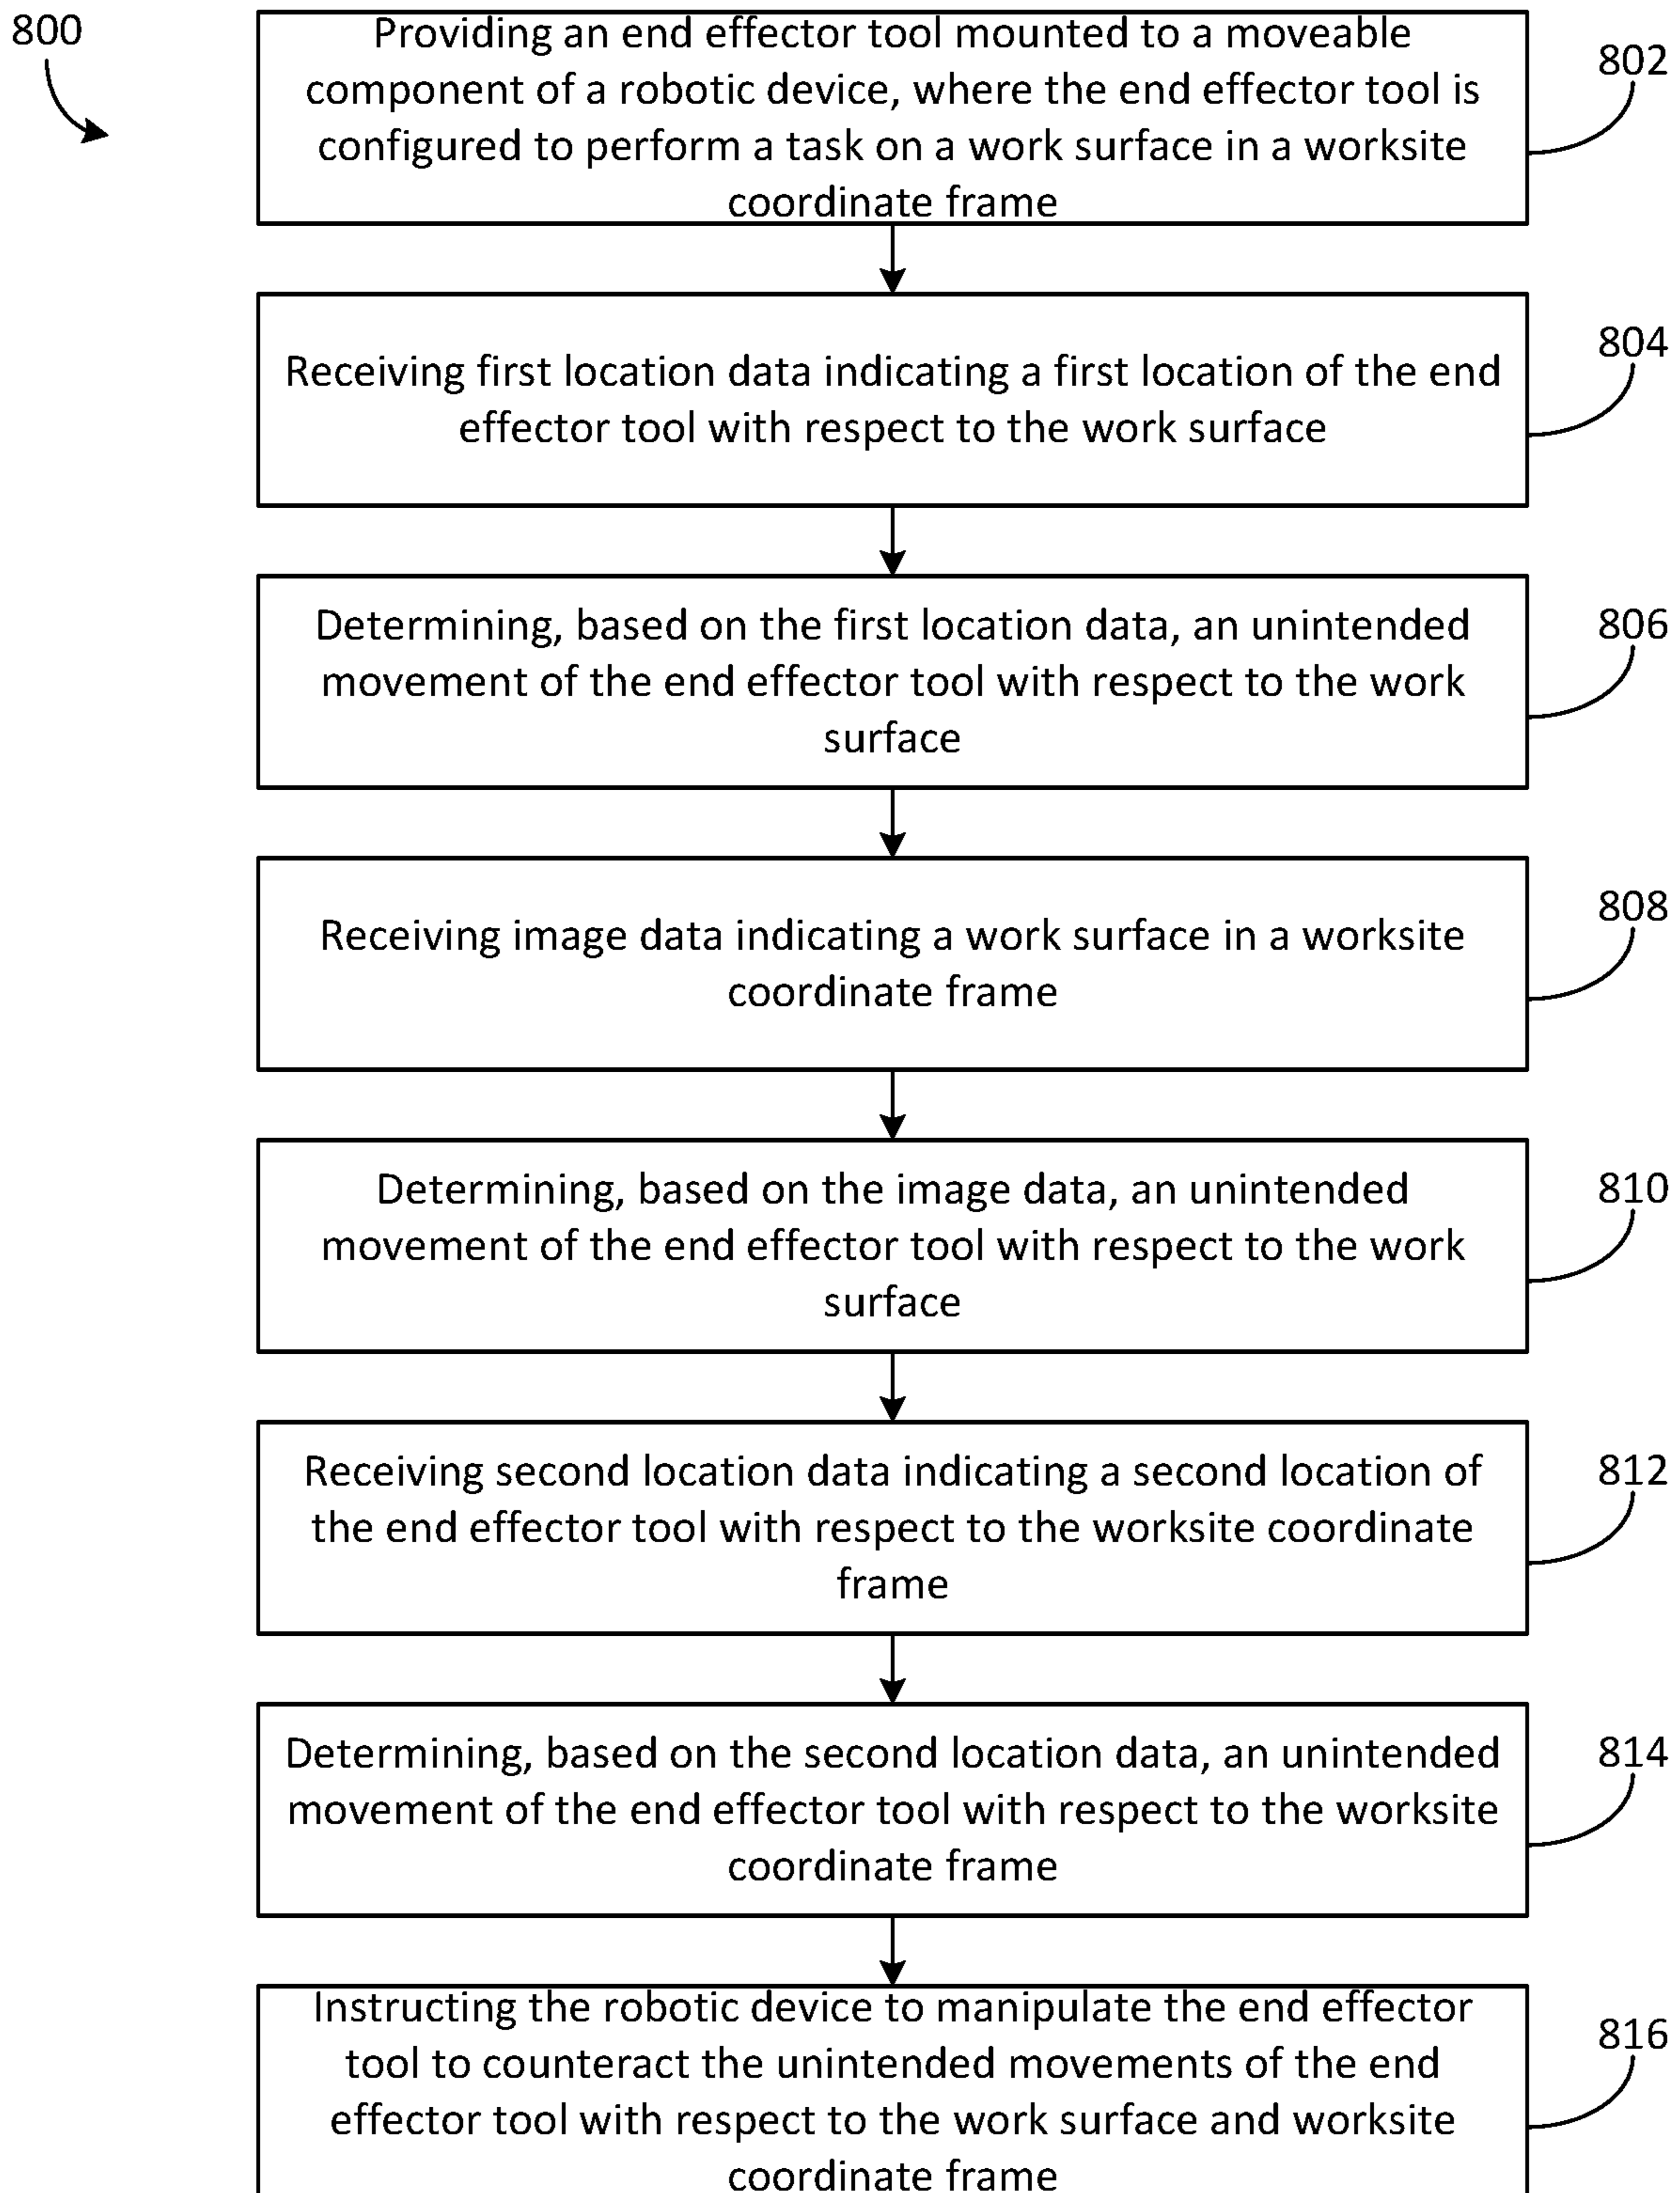 800
Providing an end effector tool mounted to a moveable
component of a robotic device, where the end effector tool is
configured to perform a task on a work surface in a worksite
coordinate frame
802
Receiving first location data indicating a first location of the end
effector tool with respect to the work surface
804
Determining, based on the first location data, an unintended
movement of the end effector tool with respect to the work
surface
806
Receiving image data indicating a work surface in a worksite
coordinate frame
808
Determining, based on the image data, an unintended
movement of the end effector tool with respect to the work
surface
810
Receiving second location data indicating a second location of
the end effector tool with respect to the worksite coordinate
frame
812
Determining, based on the second location data, an unintended
movement of the end effector tool with respect to the worksite
coordinate frame
814
Instructing the robotic device to manipulate the end effector
tool to counteract the unintended movements of the end
effector tool with respect to the work surface and worksite
coordinate frame
816